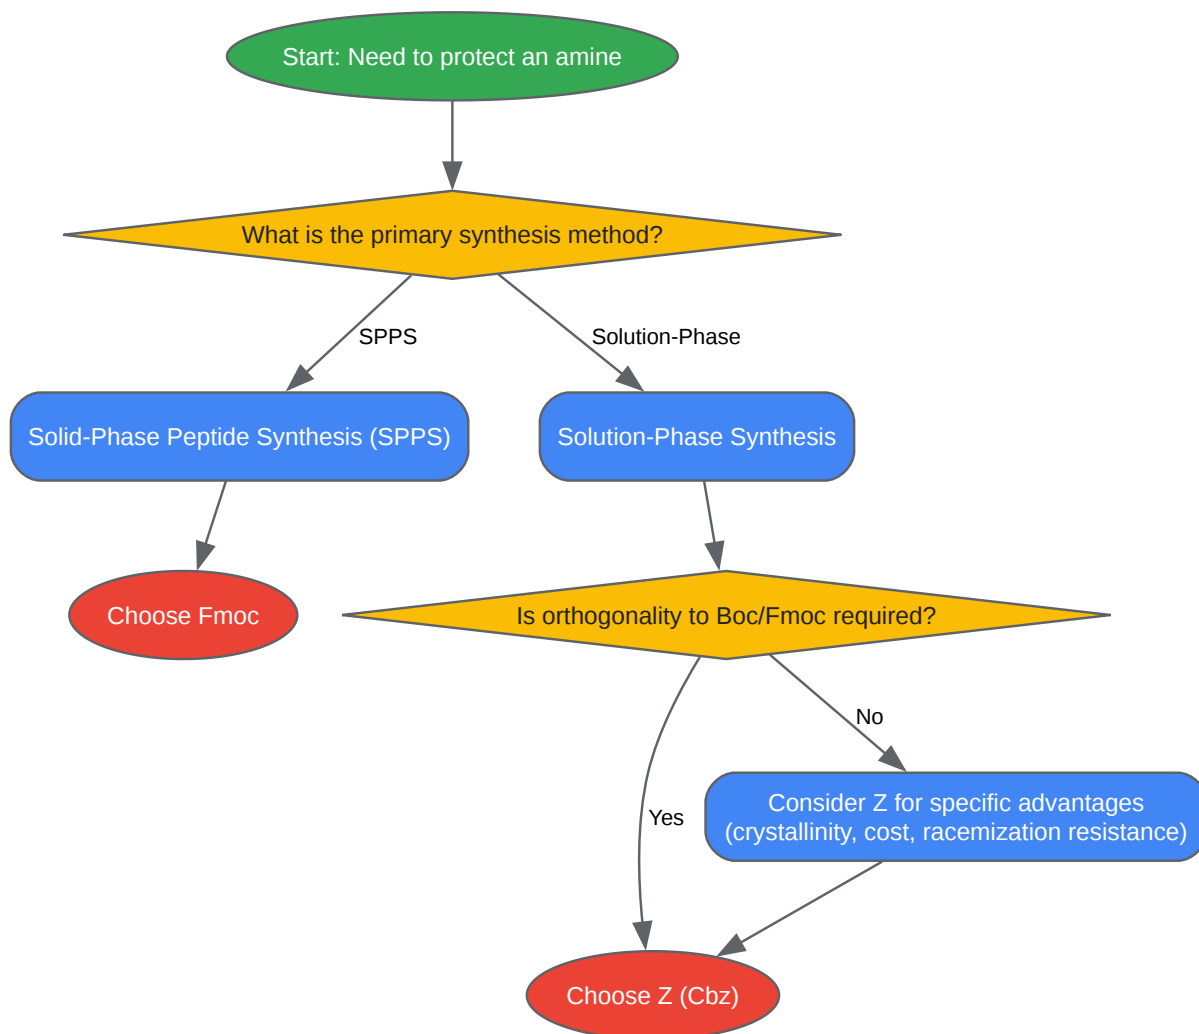 Start: Need to protect an amine
What is the primary synthesis method?
SPPS
Solution-Phase
Solid-Phase Peptide Synthesis (SPPS)
Solution-Phase Synthesis
Choose Fmoc
Is orthogonality to Boc/Fmoc required?
No
Yes
Consider Z for specific advantages
(crystallinity, cost, racemization resistance)
Choose Z (Cbz)